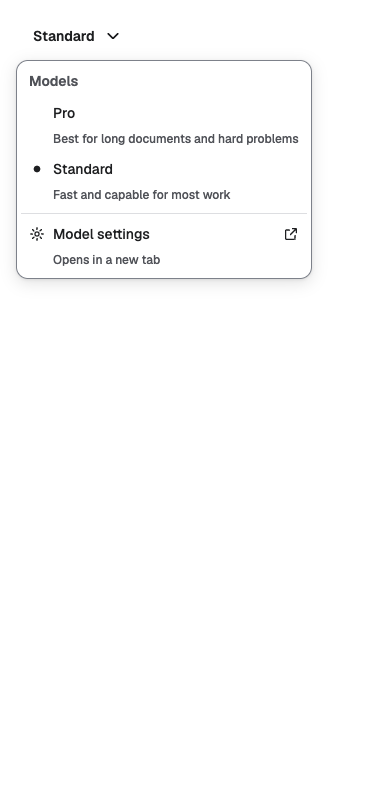 Standard
Models
Pro
Best for long documents and hard problems
Standard
Fast and capable for most work
Model settings
Opens in a new tab